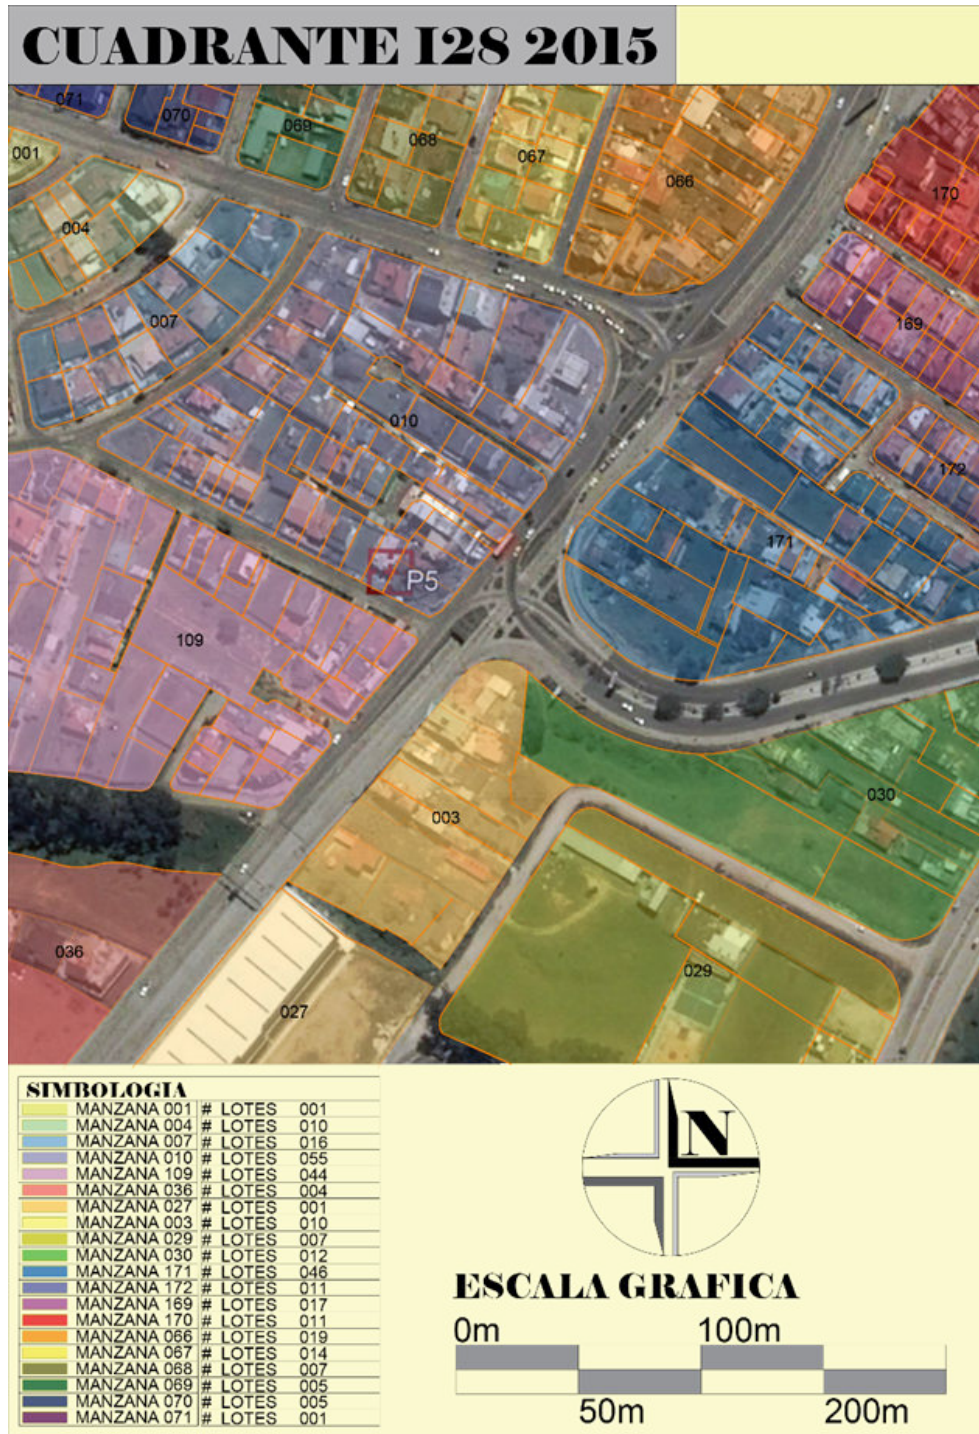 CUADRANTE I28 2015
071
070
069
068
067
066
001
170
004
007
169
010
172
171
P5
109
003
030
036
029
027
SIMBOLOGIA
MANZANA 001 # LOTES 001
MANZANA 004 # LOTES 010
MANZANA 007 # LOTES 016
MANZANA 010 # LOTES 055
MANZANA 109 # LOTES 044
MANZANA 036 # LOTES 004
MANZANA 027 # LOTES 001
MANZANA 003 # LOTES 010
MANZANA 029 # LOTES 007
MANZANA 030 # LOTES 012
MANZANA 171 # LOTES 046
MANZANA 172 # LOTES 011
MANZANA 169 # LOTES 017
MANZANA 170 # LOTES 011
MANZANA 066 # LOTES 019
MANZANA 067 # LOTES 014
MANZANA 068 # LOTES 007
MANZANA 069 # LOTES 005
MANZANA 070 # LOTES 005
MANZANA 071 # LOTES 001
N
ESCALA GRAFICA
0m 100m
50m 200m